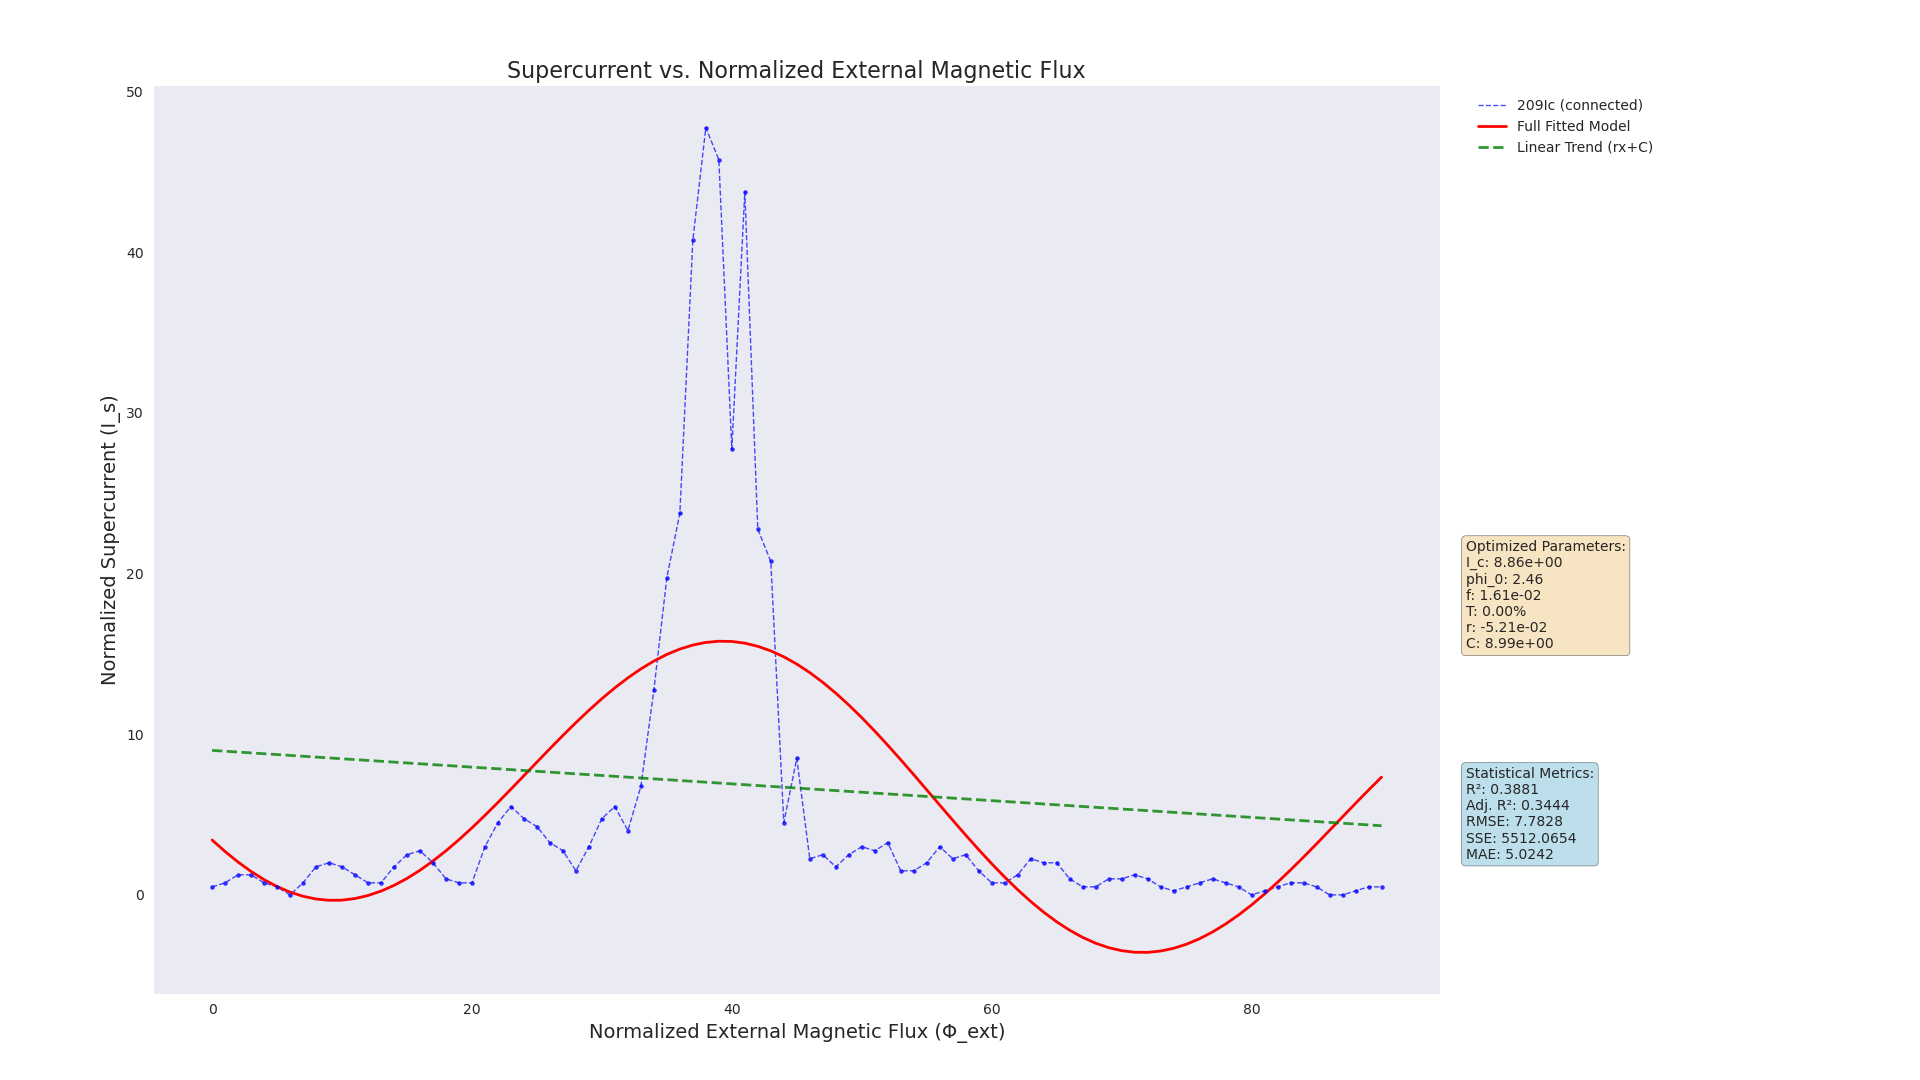 Supercurrent vs. Normalized External Magnetic Flux
50
40
30
20
10
0
Normalized Supercurrent (I_s)
0
20
40
60
80
Normalized External Magnetic Flux (Φ_ext)
209Ic (connected)
Full Fitted Model
Linear Trend (rx+C)
Optimized Parameters:
I_c: 8.86e+00
phi_0: 2.46
f: 1.61e-02
T: 0.00%
r: -5.21e-02
C: 8.99e+00
Statistical Metrics:
R²: 0.3881
Adj. R²: 0.3444
RMSE: 7.7828
SSE: 5512.0654
MAE: 5.0242